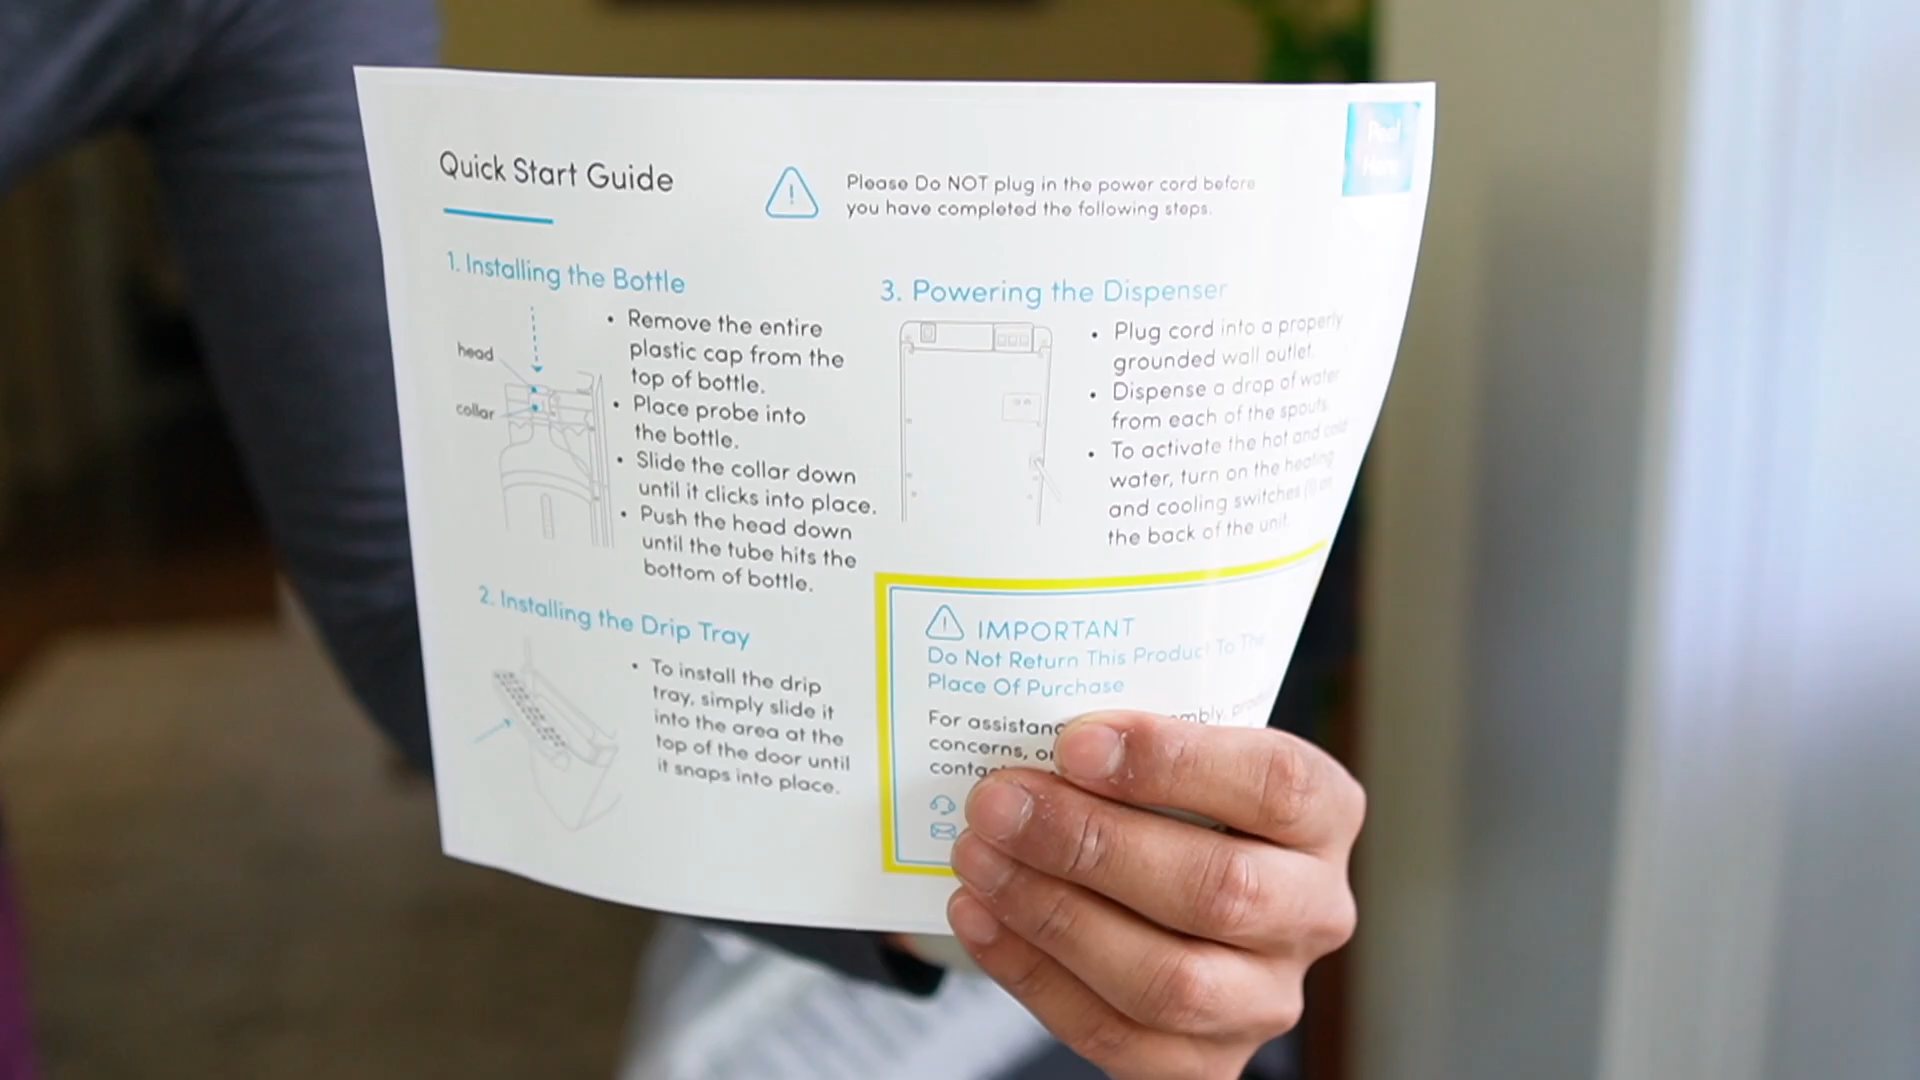 Quick Start Guide
Please Do NOT plug in the power cord before
you have completed the following steps.
Peel
Here
1. Installing the Bottle
head
collar
• Remove the entire
plastic cap from the
top of bottle.
• Place probe into
the bottle.
• Slide the collar down
until it clicks into place.
• Push the head down
until the tube hits the
bottom of bottle.
2. Installing the Drip Tray
• To install the drip
tray, simply slide it
into the area at the
top of the door until
it snaps into place.
3. Powering the Dispenser
• Plug cord into a properly
grounded wall outlet.
• Dispense a drop of water
from each of the spouts.
• To activate the hot and cold
water, turn on the heating
and cooling switches
the back of the unit.
IMPORTANT
Do Not Return This Product To The
Place Of Purchase
For
concerns,